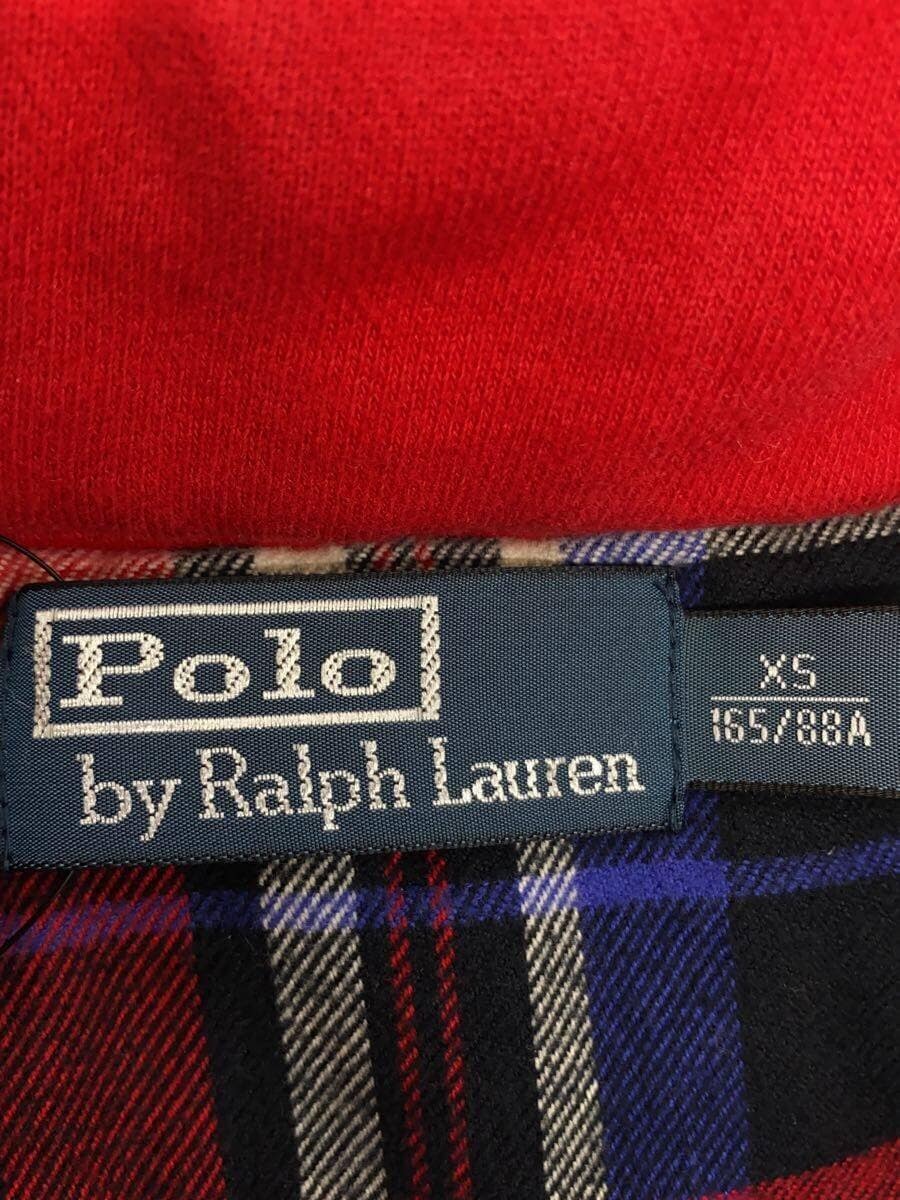 Polo
by Ralph Lauren
XS
165/88A